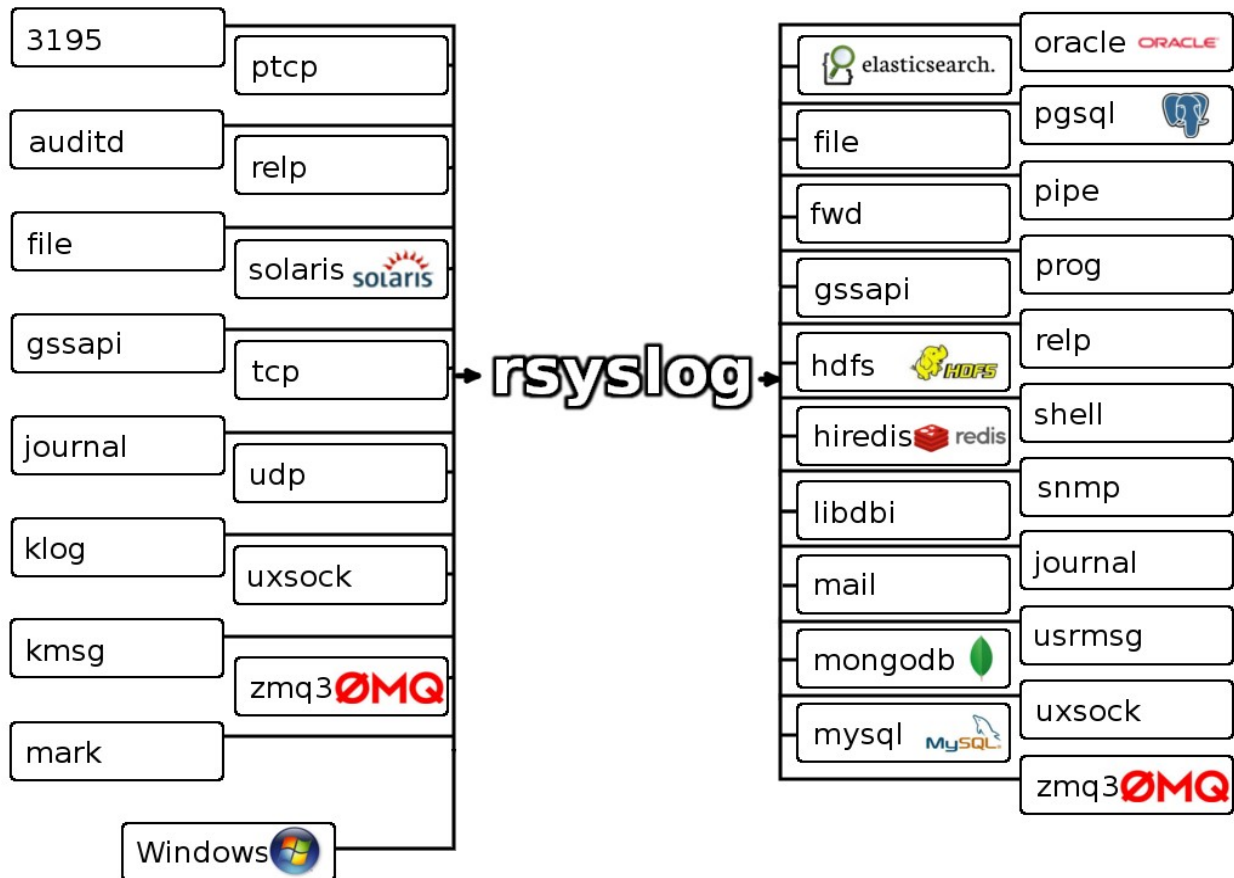 3195
ptcp
auditd
relp
file
solaris solaris
gssapi
tcp
journal
udp
klog
uxsock
kmsg
zmq3 ØMQ
mark
Windows
rsyslog
elasticsearch.
file
fwd
gssapi
hdfs HDFS
hiredis redis
libdbi
mail
mongodb
mysql MySQL
oracle ORACLE
pgsql
pipe
prog
relp
shell
snmp
journal
usrmsg
uxsock
zmq3 ØMQ